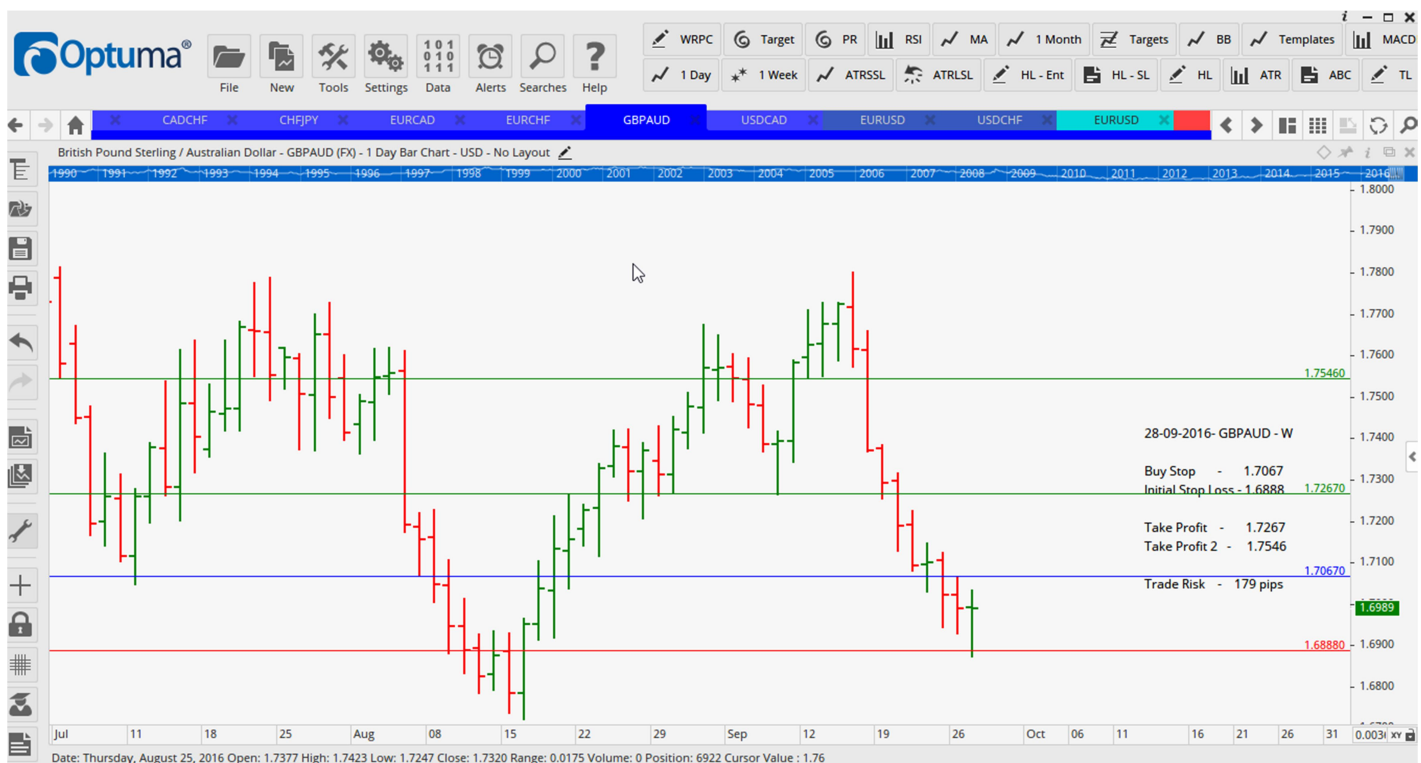 Optuma®
File New Tools Settings Data Alerts Searches Help
101
010
111
WRPC Target PR RSI MA 1 Month Targets BB Templates MACD
1 Day 1 Week ATRSSL ATRLSL HL - Ent HL - SL HL ATR ABC TL
CADCHF CHFJPY EURCAD EURCHF GBPAUD USDCAD EURUSD USDCHF EURUSD
British Pound Sterling / Australian Dollar - GBPAUD (FX) - 1 Day Bar Chart - USD - No Layout
1990 1991 1992 1993 1994 1995 1996 1997 1998 1999 2000 2001 2002 2003 2004 2005 2006 2007 2008 2009 2010 2011 2012 2013 2014 2015 2016
1.8000
1.7900
1.7800
1.7700
1.7600
1.75460
1.7500
28-09-2016- GBPAUD - W
1.7400
Buy Stop - 1.7067
1.7300
Initial Stop Loss - 1.6888
1.72670
Take Profit - 1.7267
1.7200
Take Profit 2 - 1.7546
1.7100
1.70670
Trade Risk - 179 pips
1.6989
1.68880
1.6900
1.6800
Jul 11 18 25 Aug 08 15 22 29 Sep 12 19 26 Oct 06 11 16 21 26 31 XY
Date: Thursday, August 25, 2016 Open: 1.7377 High: 1.7423 Low: 1.7247 Close: 1.7320 Range: 0.0175 Volume: 0 Position: 6922 Cursor Value : 1.76